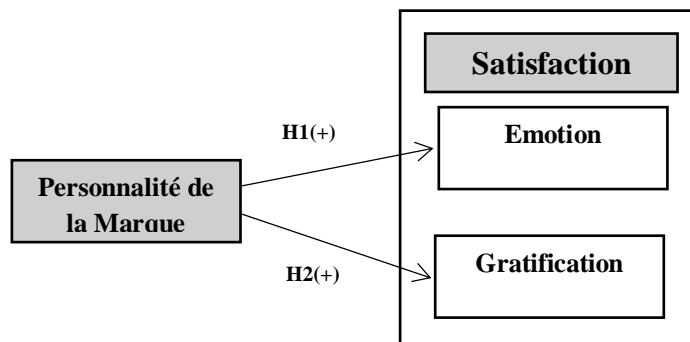 Satisfaction
H1(+)
Emotion
Personnalité de
la Marque
Gratification
H2(+)